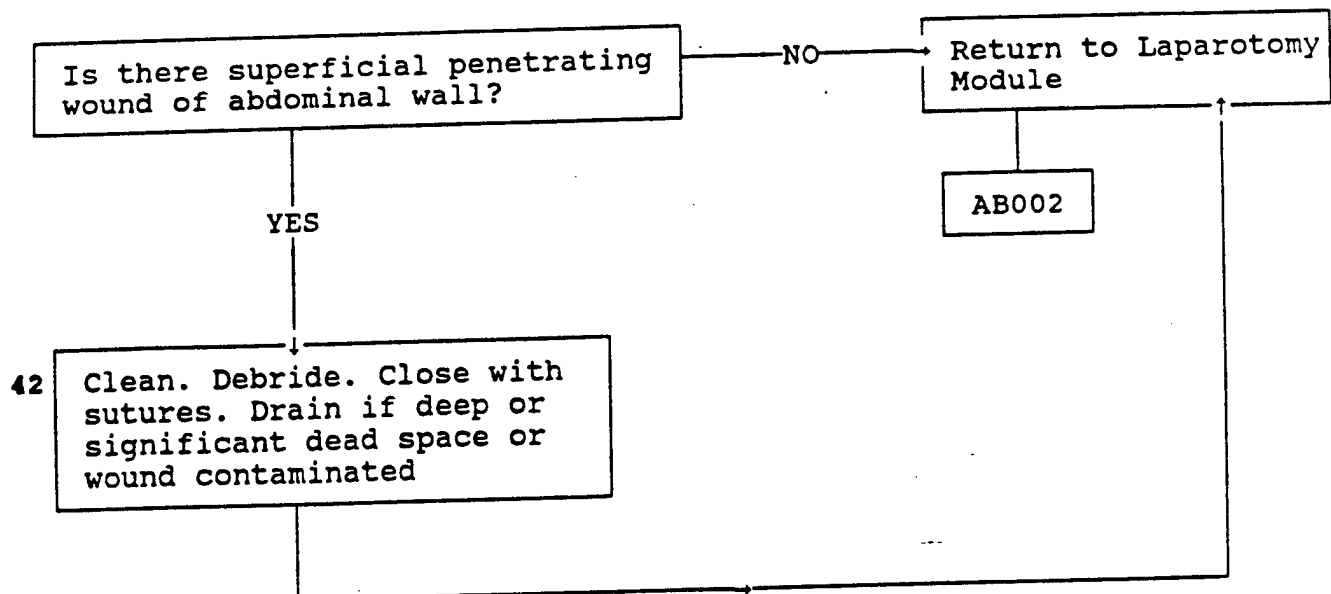 Is there superficial penetrating
wound of abdominal wall?
NO
Return to Laparotomy
Module
AB002
YES
42
Clean. Debride. Close with
sutures. Drain if deep or
significant dead space or
wound contaminated